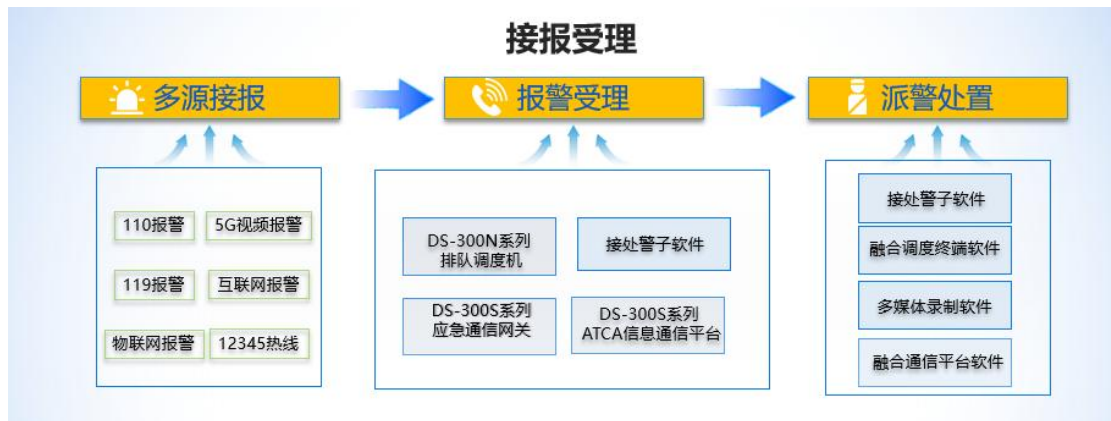 接报受理
多源接报
报警受理
派警处置
110报警
5G视频报警
119报警
互联网报警
物联网报警
12345热线
DS-300N系列
排队调度机
接处警子软件
DS-300S系列
应急通信网关
DS-300S系列
ATCA信息通信平台
接处警子软件
融合调度终端软件
多媒体录制软件
融合通信平台软件